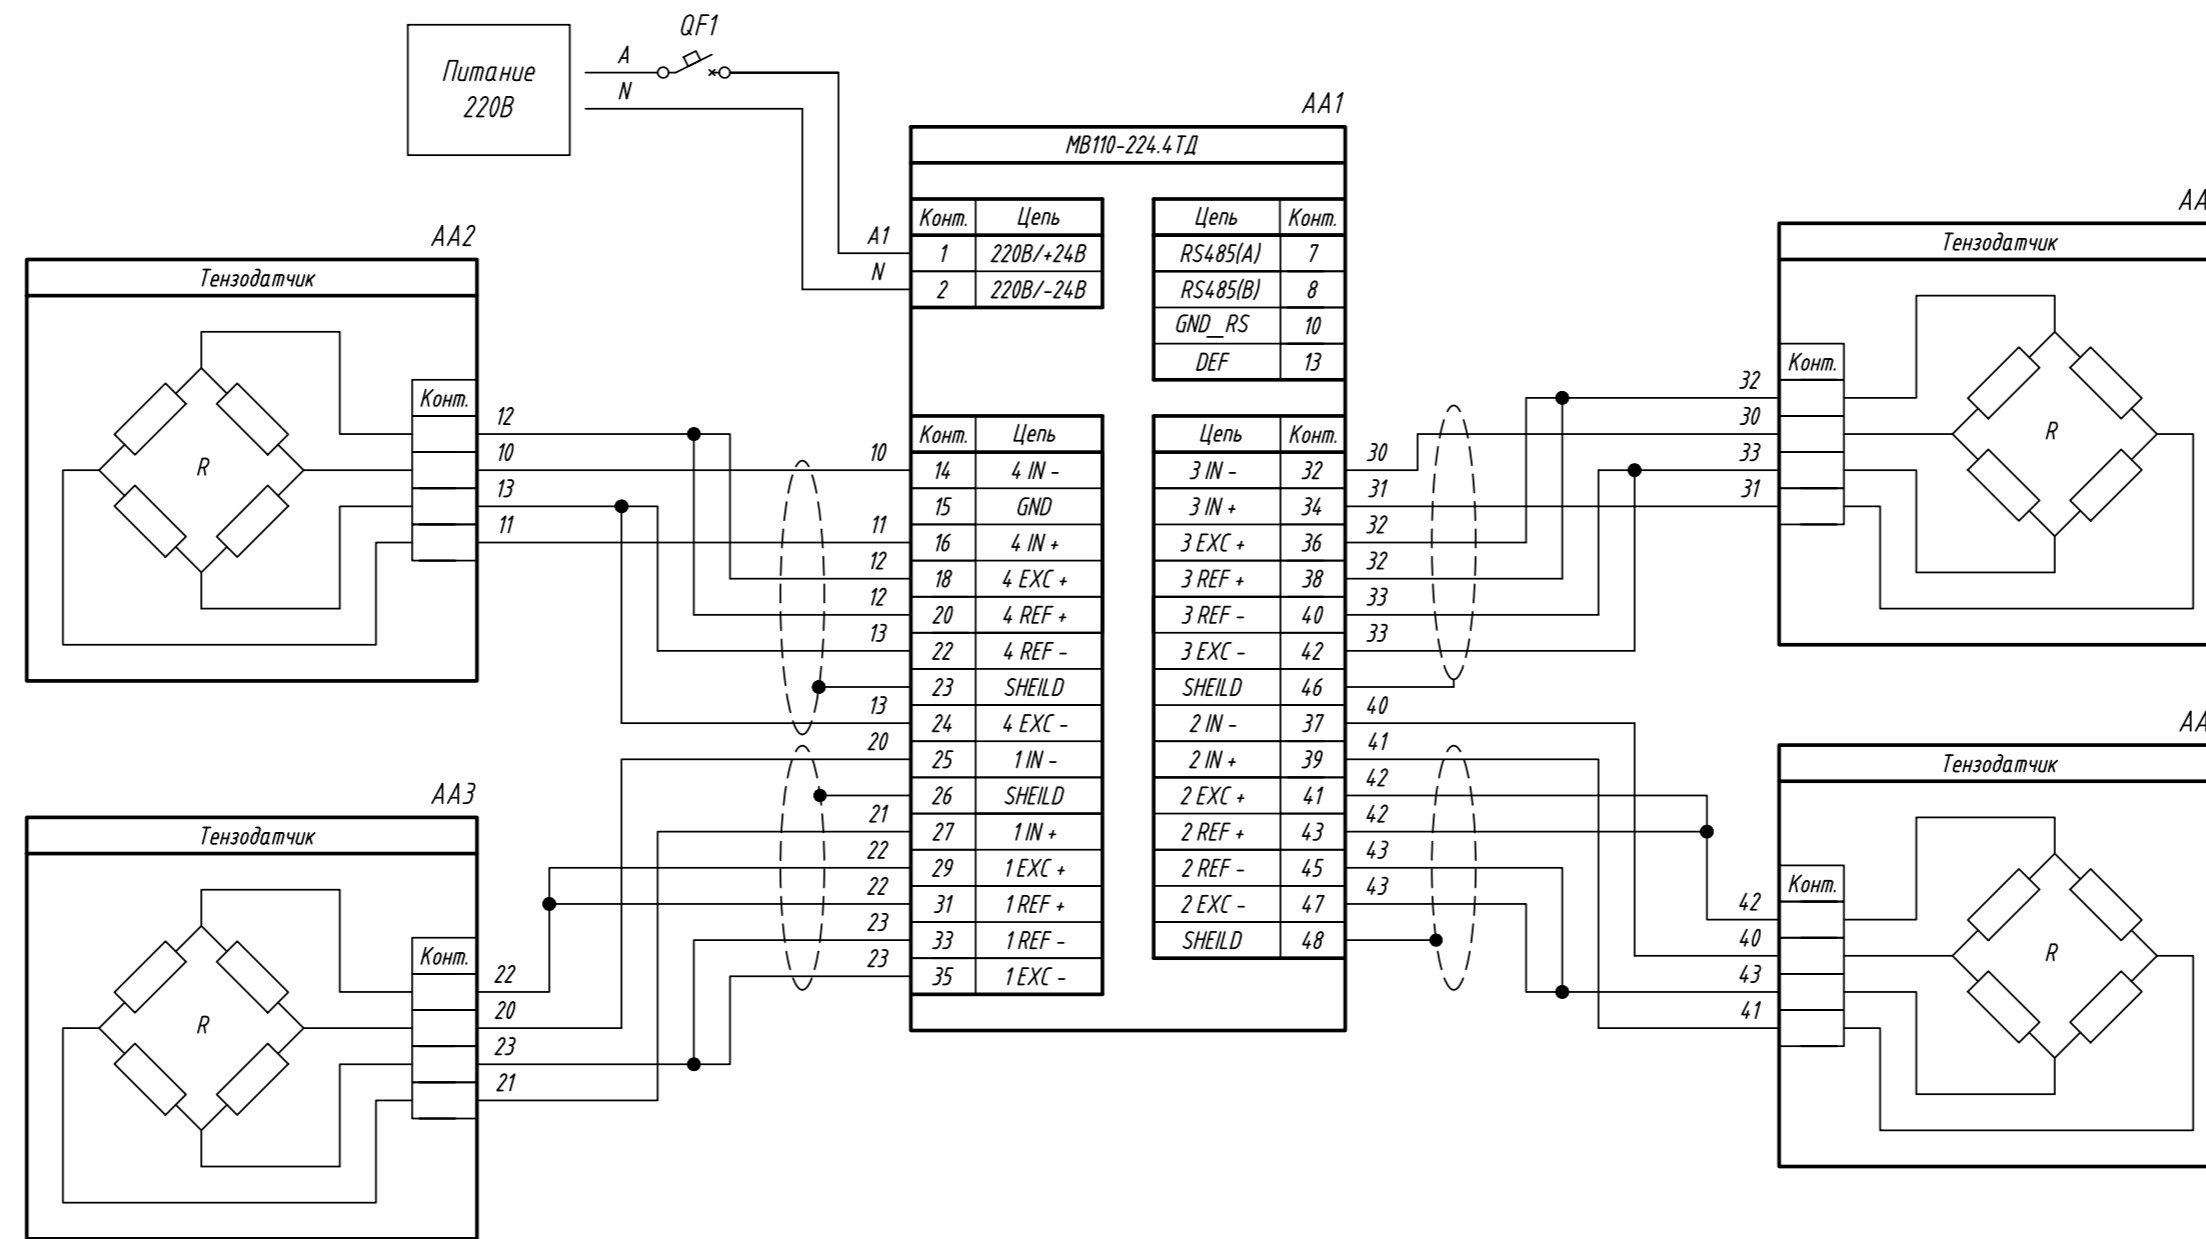 QF1
Питание
220В
A
N
AA1
МВ110-224.4ТД
Конт. Цепь
1 220В/+24В
2 220В/-24В
A1
N
Цепь Конт.
RS485(A) 7
RS485(B) 8
GND_RS 10
DEF 13
AA2
Тензодатчик
R
Конт.
12
10
13
11
10
11
12
12
13
13
20
21
22
22
23
23
Конт. Цепь
14 4 IN -
15 GND
16 4 IN +
18 4 EXC +
20 4 REF +
22 4 REF -
23 SHEILD
24 4 EXC -
25 1 IN -
26 SHEILD
27 1 IN +
29 1 EXC +
31 1 REF +
33 1 REF -
35 1 EXC -
Цепь Конт.
3 IN - 32
3 IN + 34
3 EXC + 36
3 REF + 38
3 REF - 40
3 EXC - 42
SHEILD 46
2 IN - 37
2 IN + 39
2 EXC + 41
2 REF + 43
2 REF - 45
2 EXC - 47
SHEILD 48
30
31
32
32
33
33
40
41
42
42
43
43
AA
Тензодатчик
Конт.
R
32
30
33
31
AA3
Тензодатчик
R
Конт.
22
20
23
21
AA
Тензодатчик
Конт.
R
42
40
43
41